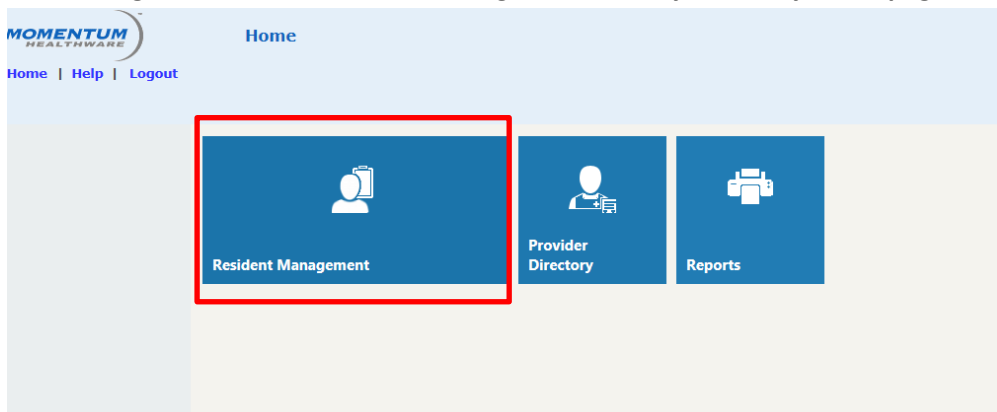 MOMENTUM
HEALTHWARE
Home
Home | Help | Logout
Resident Management
Provider
Directory
Reports